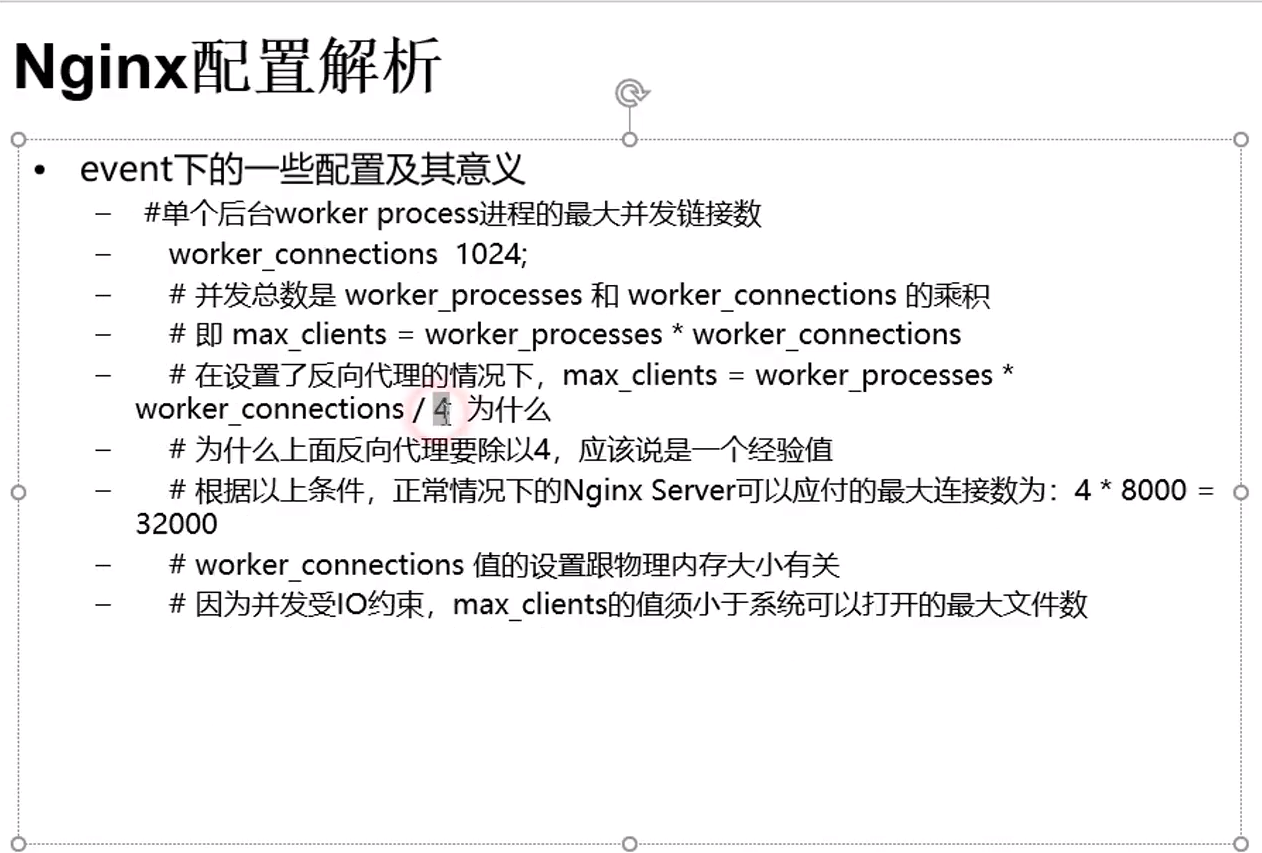 Nginx配置解析
• event下的一些配置及其意义
– #单个后台worker process进程的最大并发链接数
– worker_connections 1024;
– # 并发总数是 worker_processes 和 worker_connections 的乘积
– # 即 max_clients = worker_processes * worker_connections
– # 在设置了反向代理的情况下，max_clients = worker_processes *
worker_connections / 4 为什么
– # 为什么上面反向代理要除以4，应该说是一个经验值
– # 根据以上条件，正常情况下的Nginx Server可以应付的最大连接数为：4 * 8000 =
32000
– # worker_connections 值的设置跟物理内存大小有关
– # 因为并发受IO约束，max_clients的值须小于系统可以打开的最大文件数